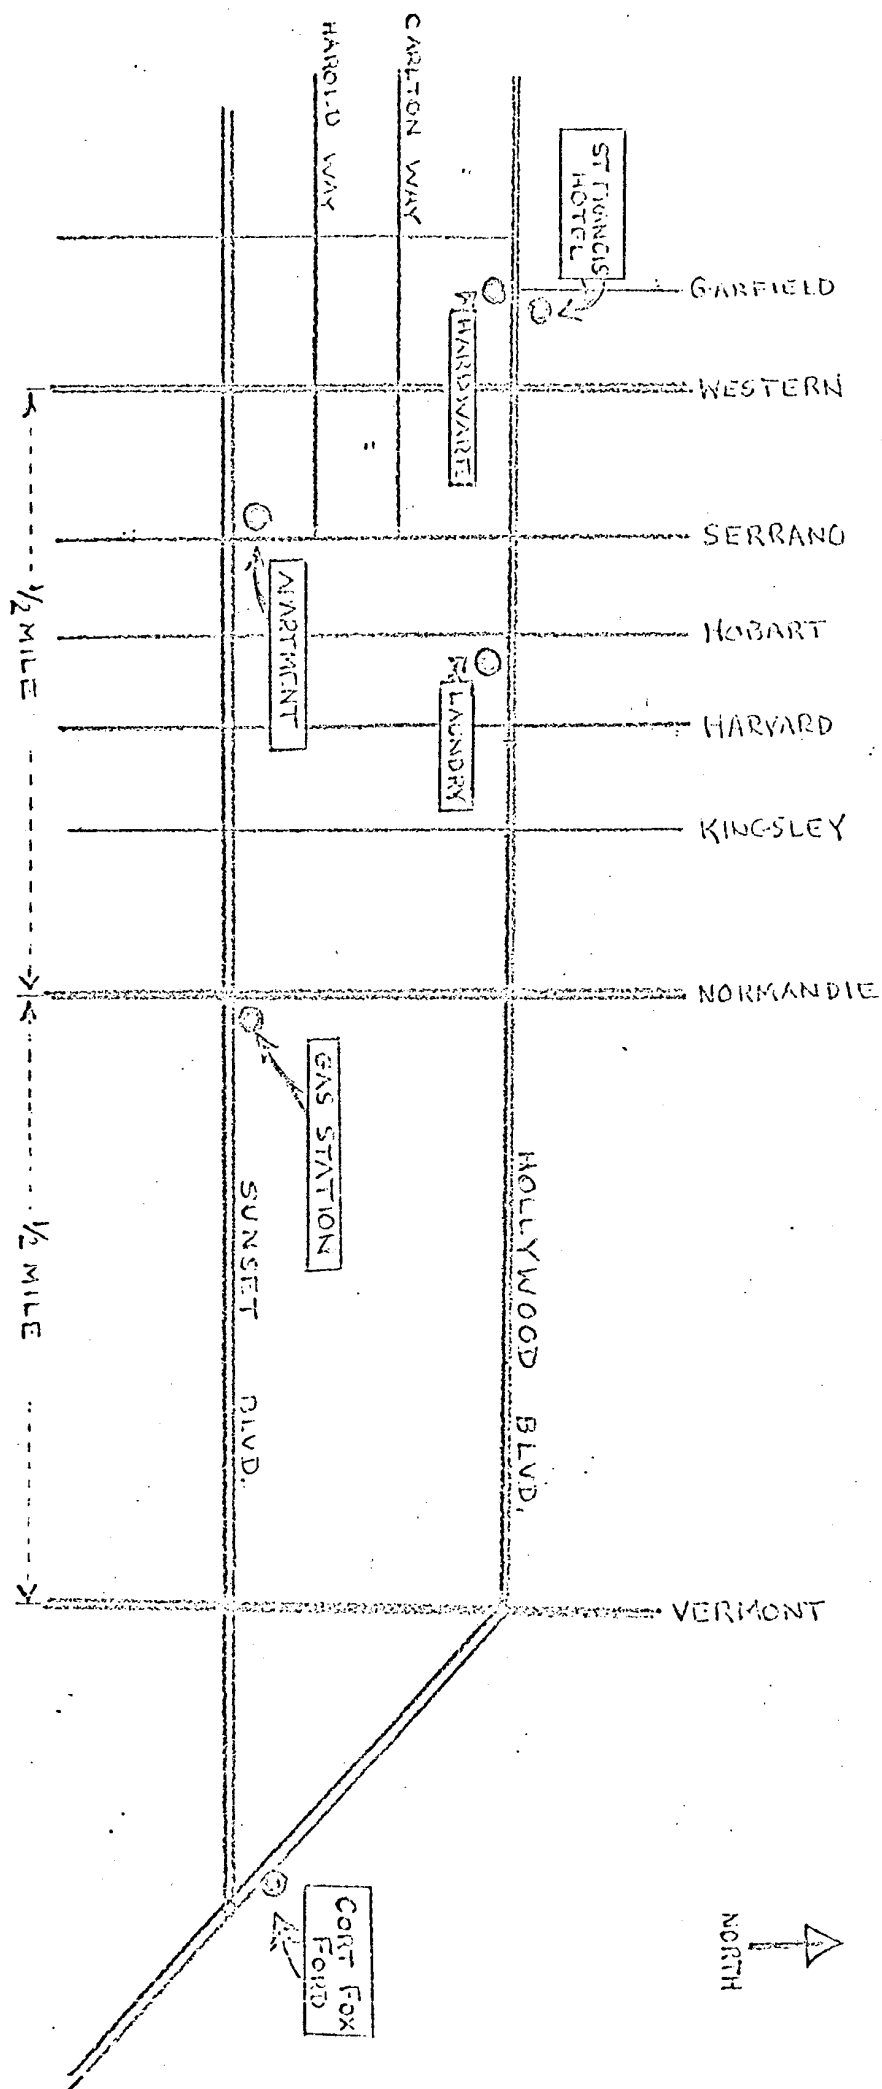 CARLTON WAY
HAROLD WAY
ST FRANCIS
HOTEL
GARFIELD
HARDWARE
WESTERN
SERRANO
APARTMENT
HOBART
LAUNDRY
HARVARD
KINGSLEY
1/2 MILE
NORMANDIE
GAS STATION
HOLLYWOOD BLVD.
SUNSET BLVD.
1/2 MILE
VERMONT
CORT FOX
FORD
NORTH